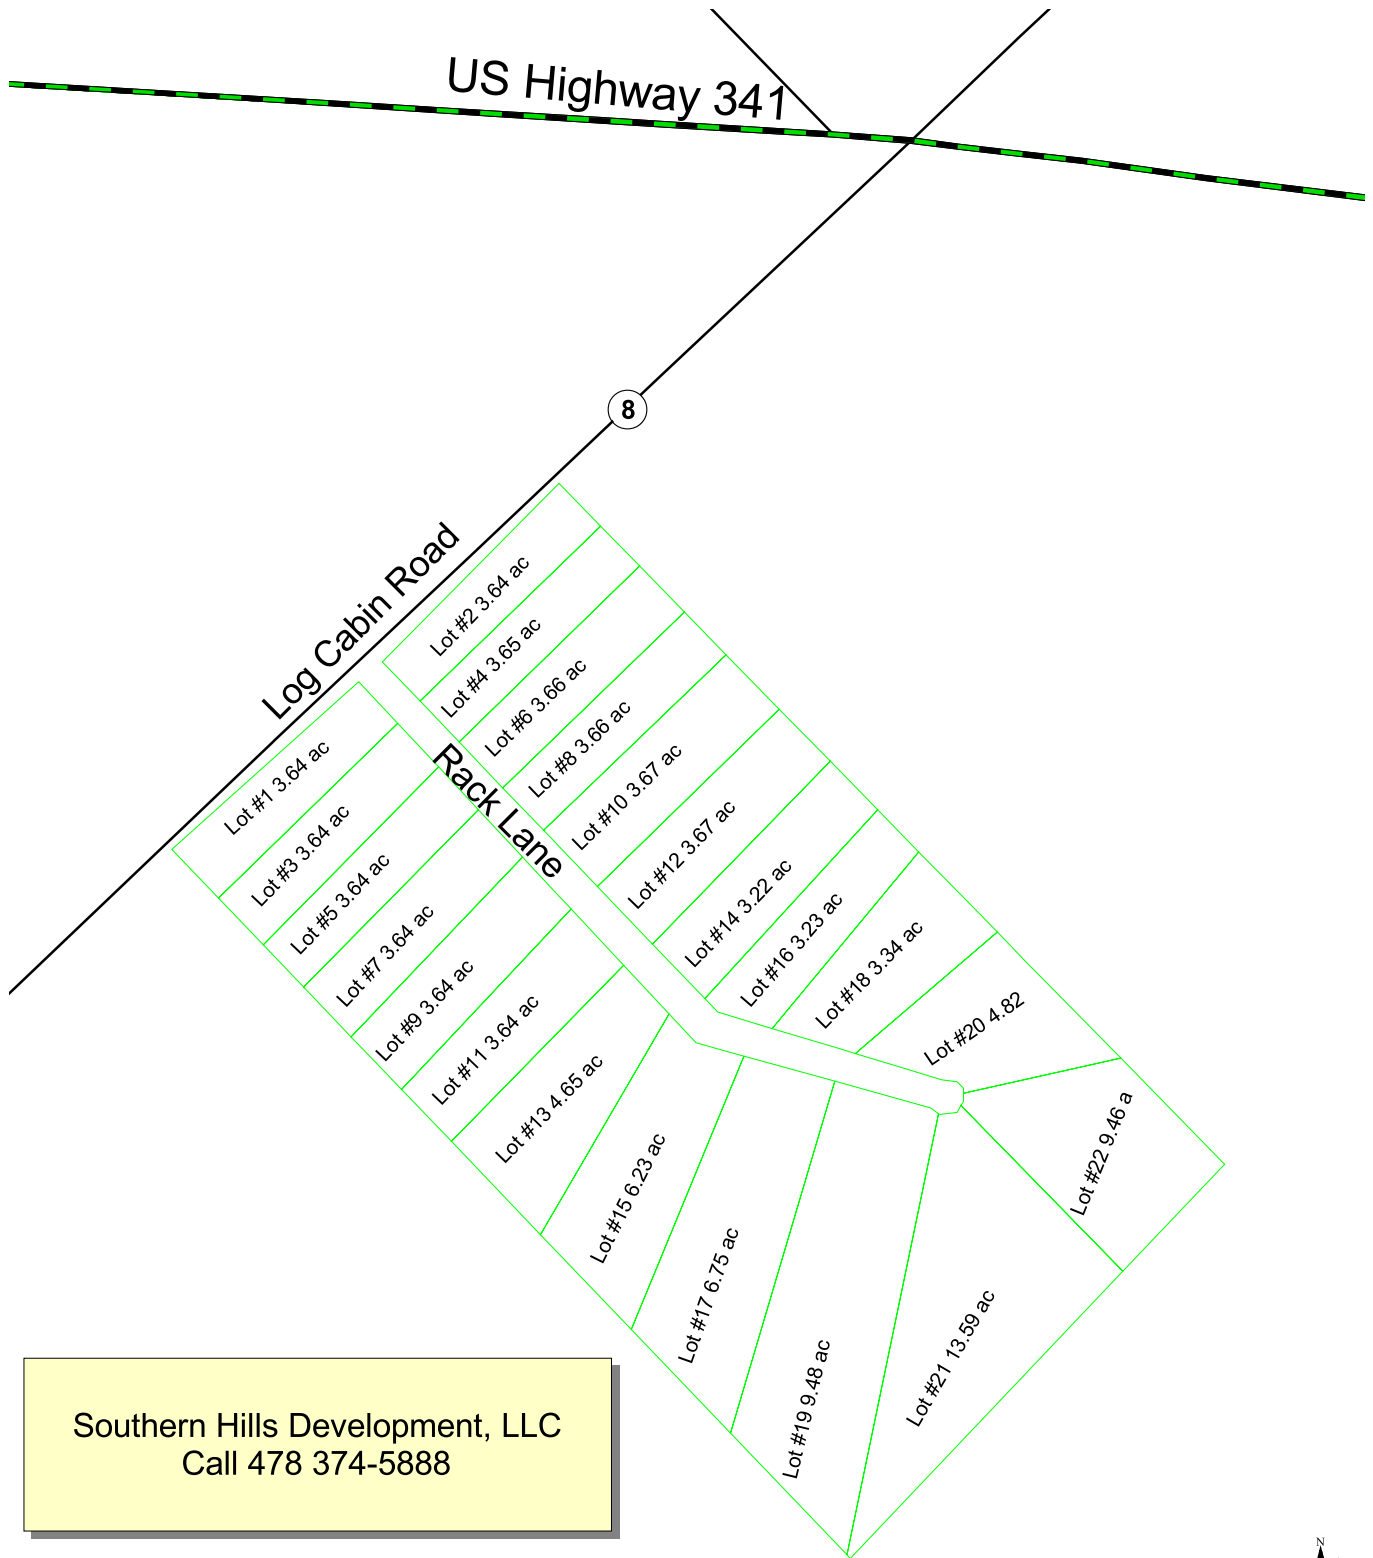 US Highway 341
8
Log Cabin Road
Lot #2 3.64 ac
Lot #4 3.65 ac
Lot #6 3.66 ac
Lot #8 3.66 ac
Lot #10 3.67 ac
Lot #12 3.67 ac
Lot #14 3.22 ac
Lot #16 3.23 ac
Lot #18 3.34 ac
Lot #20 4.82
Lot #22 9.46 a
Rack Lane
Lot #1 3.64 ac
Lot #3 3.64 ac
Lot #5 3.64 ac
Lot #7 3.64 ac
Lot #9 3.64 ac
Lot #11 3.64 ac
Lot #13 4.65 ac
Lot #15 6.23 ac
Lot #17 6.75 ac
Lot #19 9.48 ac
Lot #21 13.59 ac
Southern Hills Development, LLC
Call 478 374-5888
N